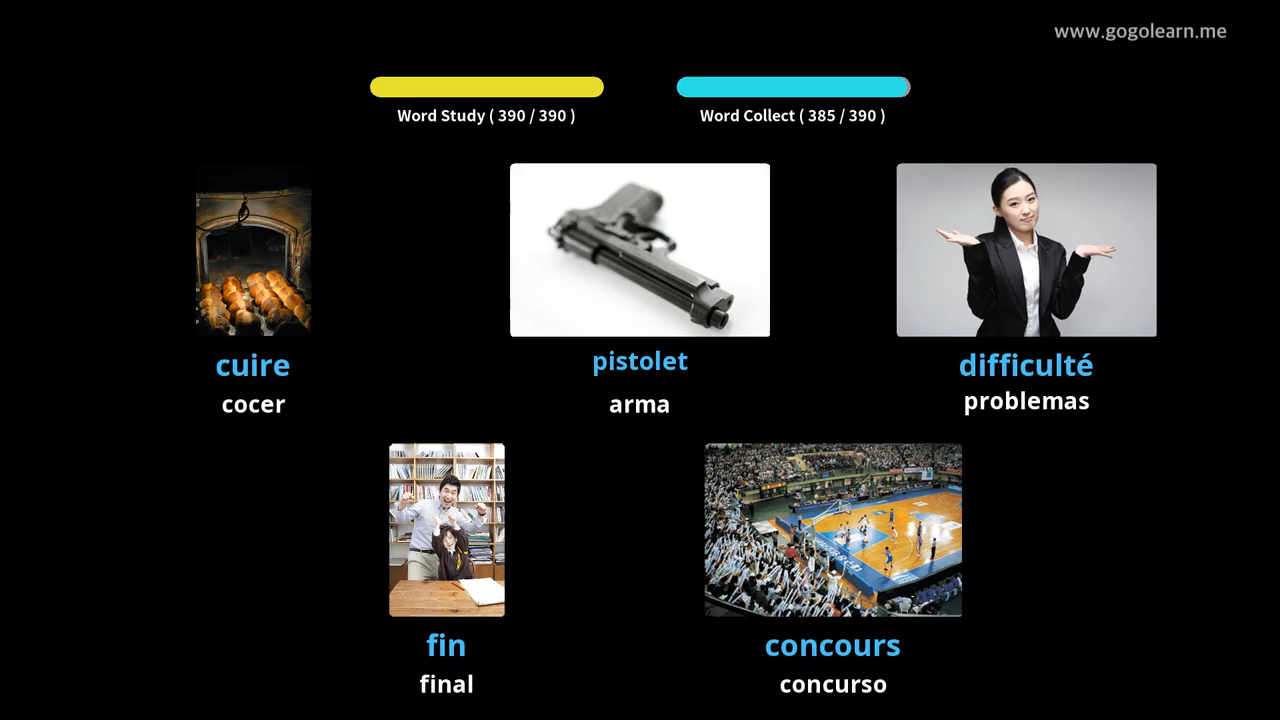 www.gogolearn.me
Word Study ( 390 / 390 )
Word Collect ( 385 / 390 )
cuire
cocer
pistolet
arma
difficulté
problemas
fin
final
concours
concurso